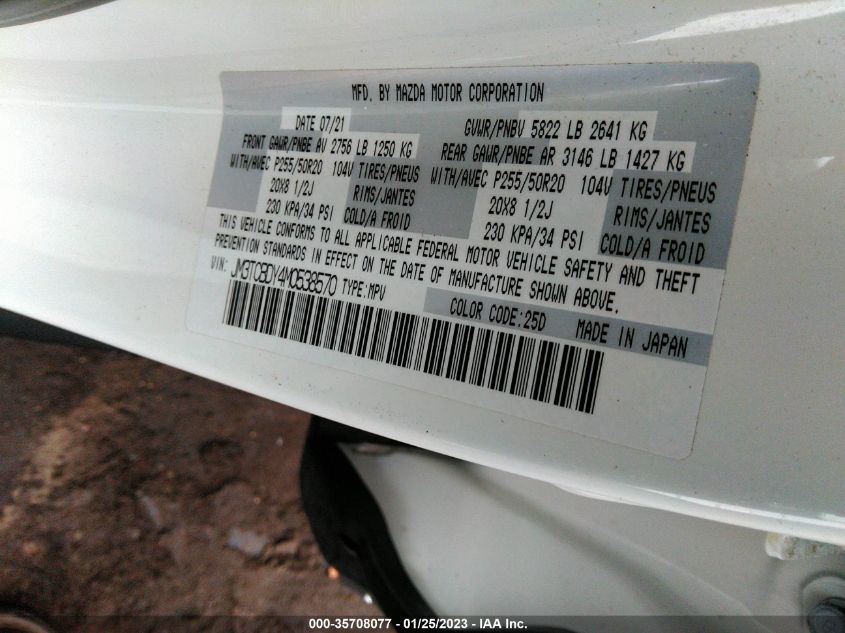 MFD. BY MAZDA MOTOR CORPORATION
DATE 07/21
GVWR/PNBV 5822 LB 2641 KG
FRONT GAWR/PNBE AV 2756 LB 1250 KG
REAR GAWR/PNBE AR 3146 LB 1427 KG
WITH/AVEC P255/50R20 104V TIRES/PNEUS
WITH/AVEC P255/50R20 104V TIRES/PNEUS
20X8 1/2J RIMS/JANTES
20X8 1/2J RIMS/JANTES
230 KPA/34 PSI COLD/A FROID
230 KPA/34 PSI COLD/A FROID
THIS VEHICLE CONFORMS TO ALL APPLICABLE FEDERAL MOTOR VEHICLE SAFETY AND THEFT
PREVENTION STANDARDS IN EFFECT ON THE DATE OF MANUFACTURE SHOWN ABOVE.
VIN: JM3TCBDY4M0538570 TYPE:MPV
COLOR CODE:25D MADE IN JAPAN
000-35708077 — 01/25/2023 - IAA Inc.